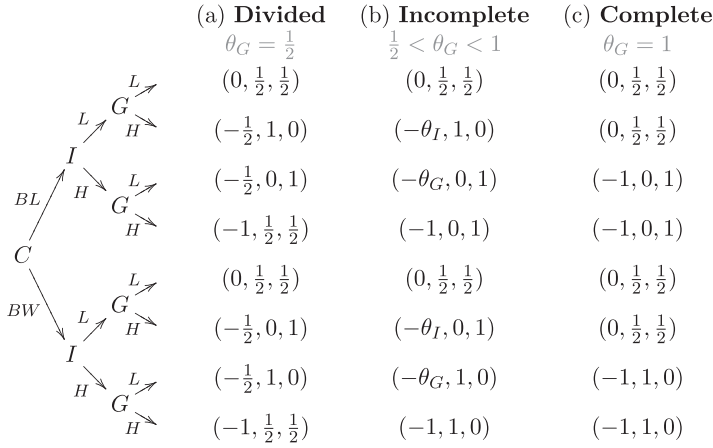 (a) Divided (b) Incomplete (c) Complete
θ_G = 1/2 1/2 < θ_G < 1 θ_G = 1
L (0, 1/2, 1/2) (0, 1/2, 1/2) (0, 1/2, 1/2)
G
L H (−1/2, 1, 0) (−θ_I, 1, 0) (0, 1/2, 1/2)
I
H L (−1/2, 0, 1) (−θ_G, 0, 1) (−1, 0, 1)
BL G
H (−1, 1/2, 1/2) (−1, 0, 1) (−1, 0, 1)
C
L (0, 1/2, 1/2) (0, 1/2, 1/2) (0, 1/2, 1/2)
BW G
L H (−1/2, 0, 1) (−θ_I, 0, 1) (0, 1/2, 1/2)
I
H L (−1/2, 1, 0) (−θ_G, 1, 0) (−1, 1, 0)
G
H (−1, 1/2, 1/2) (−1, 1, 0) (−1, 1, 0)